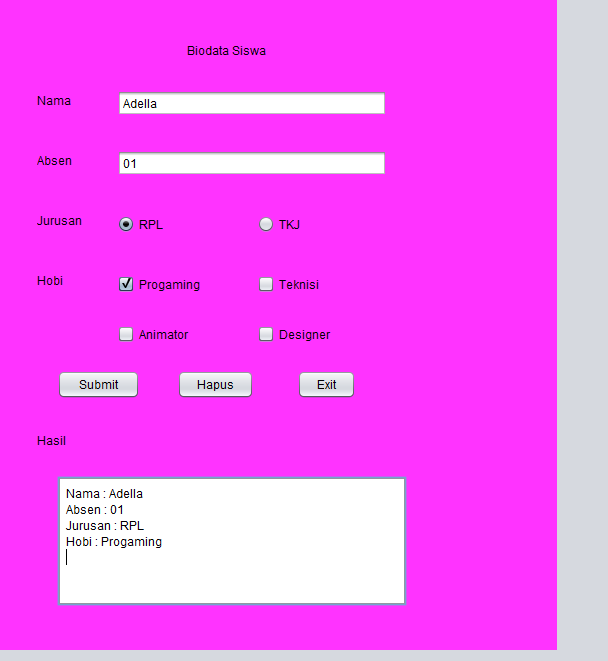 Biodata Siswa
Nama Adella
Absen 01
Jurusan RPL TKJ
Hobi Progaming Teknisi
Animator Designer
Submit Hapus Exit
Hasil
Nama : Adella
Absen : 01
Jurusan : RPL
Hobi : Progaming